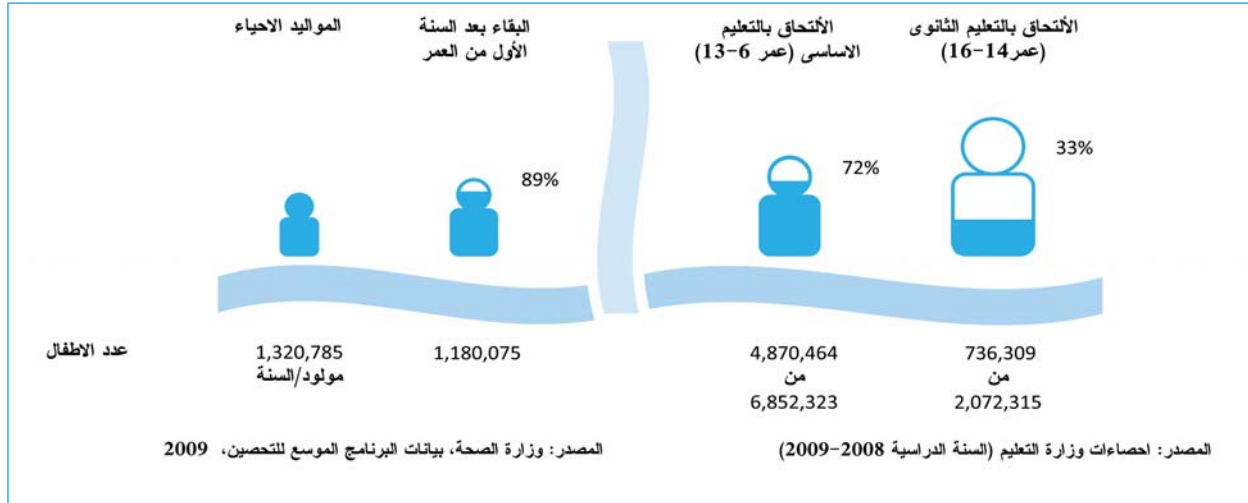 المواليد الاحياء
البقاء بعد السنة
الأول من العمر
الألتحاق بالتعليم
الاساسى (عمر 6-13)
الألتحاق بالتعليم الثانوى
(عمر14-16)
89%
72%
33%
عدد الاطفال
1,320,785
مولود/السنة
1,180,075
4,870,464
من
6,852,323
736,309
من
2,072,315
المصدر: وزارة الصحة، بيانات البرنامج الموسع للتحصين، 2009
المصدر: احصاءات وزارة التعليم (السنة الدراسية 2008-2009)